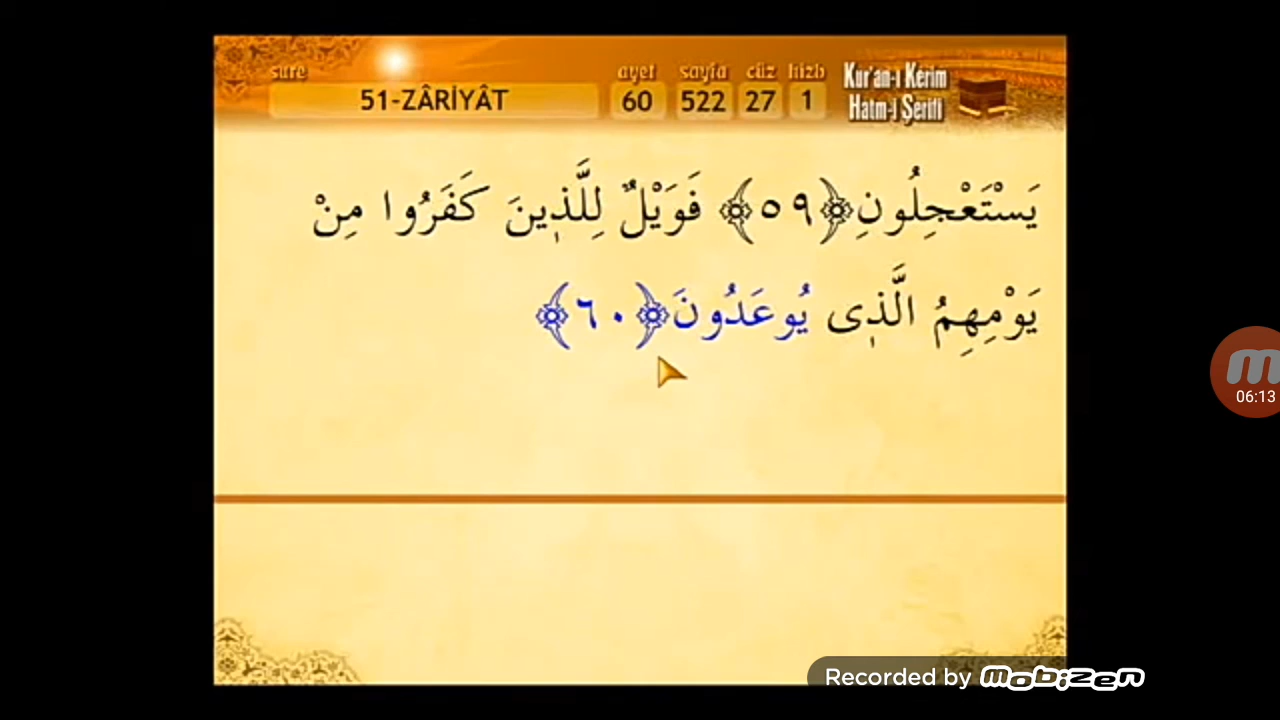 sure ayet sayfa cüz hizb
51-ZÂRİYÂT 60 522 27 1
Kur'an-ı Kerim
Hatm-i Şerifi
يَسْتَعْجِلُونِ ﴿٥٩﴾ فَوَيْلٌ لِلَّذ۪ينَ كَفَرُوا مِنْ
يَوْمِهِمُ الَّذ۪ى يُوعَدُونَ ﴿٦٠﴾
06:13
Recorded by Mobizen